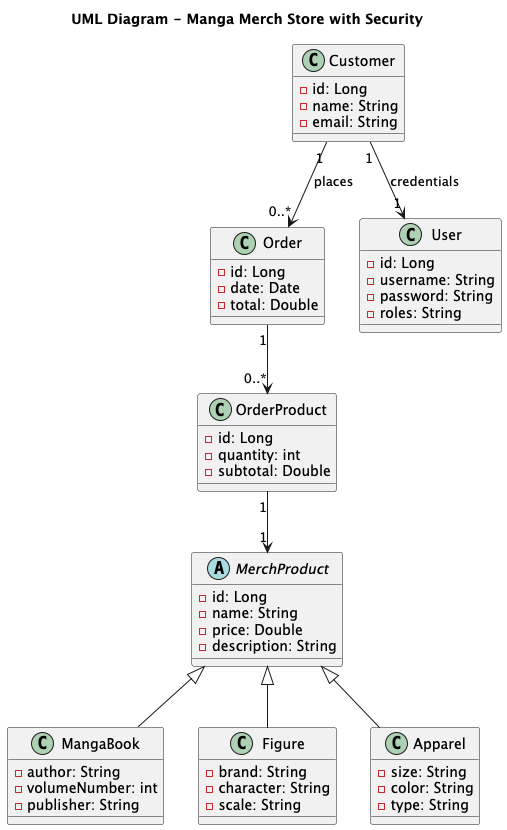 UML Diagram - Manga Merch Store with Security
C Customer
id: Long
name: String
email: String
1
1
places
credentials
0..*
1
C Order
id: Long
date: Date
total: Double
C User
id: Long
username: String
password: String
roles: String
1
0..*
C OrderProduct
id: Long
quantity: int
subtotal: Double
1
1
A MerchProduct
id: Long
name: String
price: Double
description: String
C MangaBook
author: String
volumeNumber: int
publisher: String
C Figure
brand: String
character: String
scale: String
C Apparel
size: String
color: String
type: String